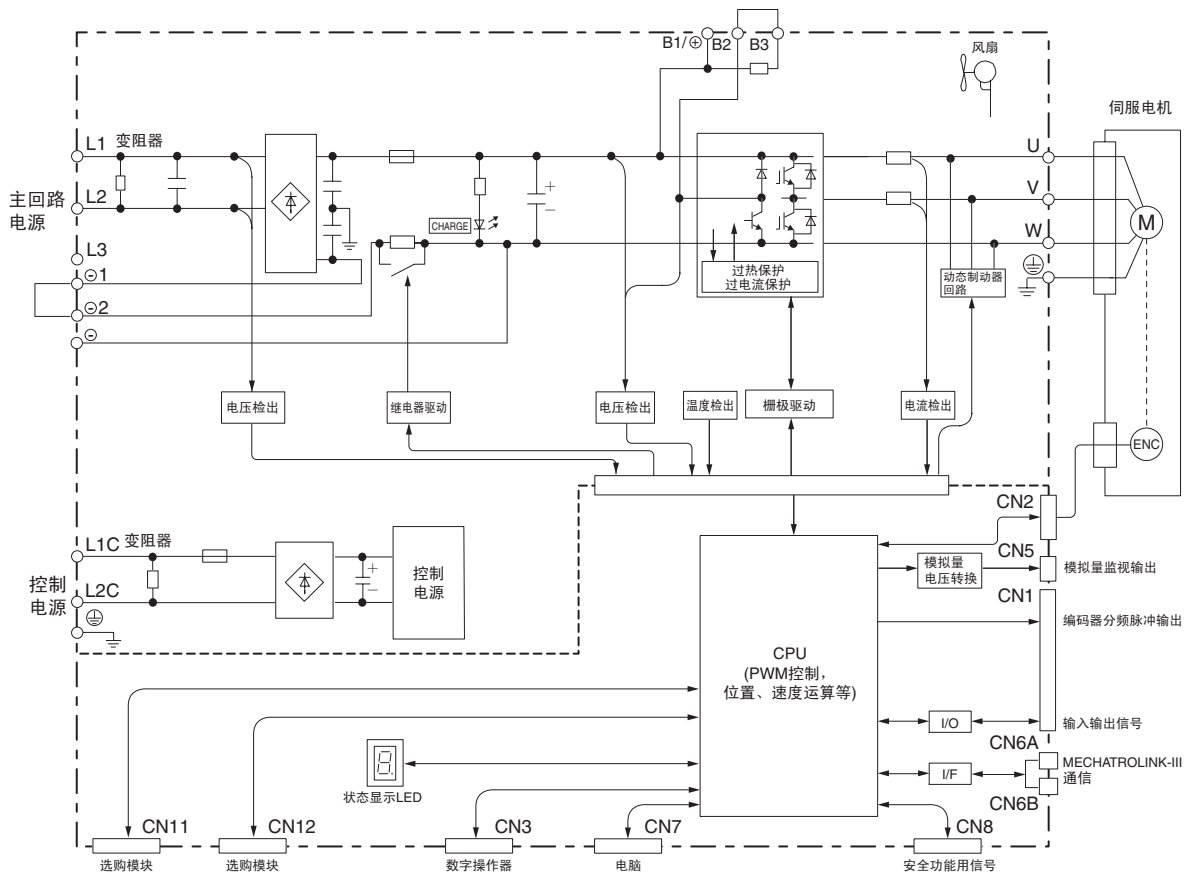 B1/⊕ B2 B3
风扇
伺服电机
L1 变阻器
U
L2
V
主回路
电源
CHARGE
+
−
W
M
L3
⊖1
过热保护
过电流保护
动态制动器
回路
⊖2
⊖
电压检出
继电器驱动
电压检出
温度检出
栅极驱动
电流检出
ENC
CN2
L1C 变阻器
CN5
控制
电源
L2C
+
−
控制
电源
模拟量
电压转换
模拟量监视输出
CN1
编码器分频脉冲输出
CPU
(PWM控制,
位置、速度运算等)
I/O
输入输出信号
CN6A
MECHATROLINK-III
通信
I/F
CN6B
8.
状态显示LED
CN11
CN12
CN3
CN7
CN8
选购模块
选购模块
数字操作器
电脑
安全功能用信号